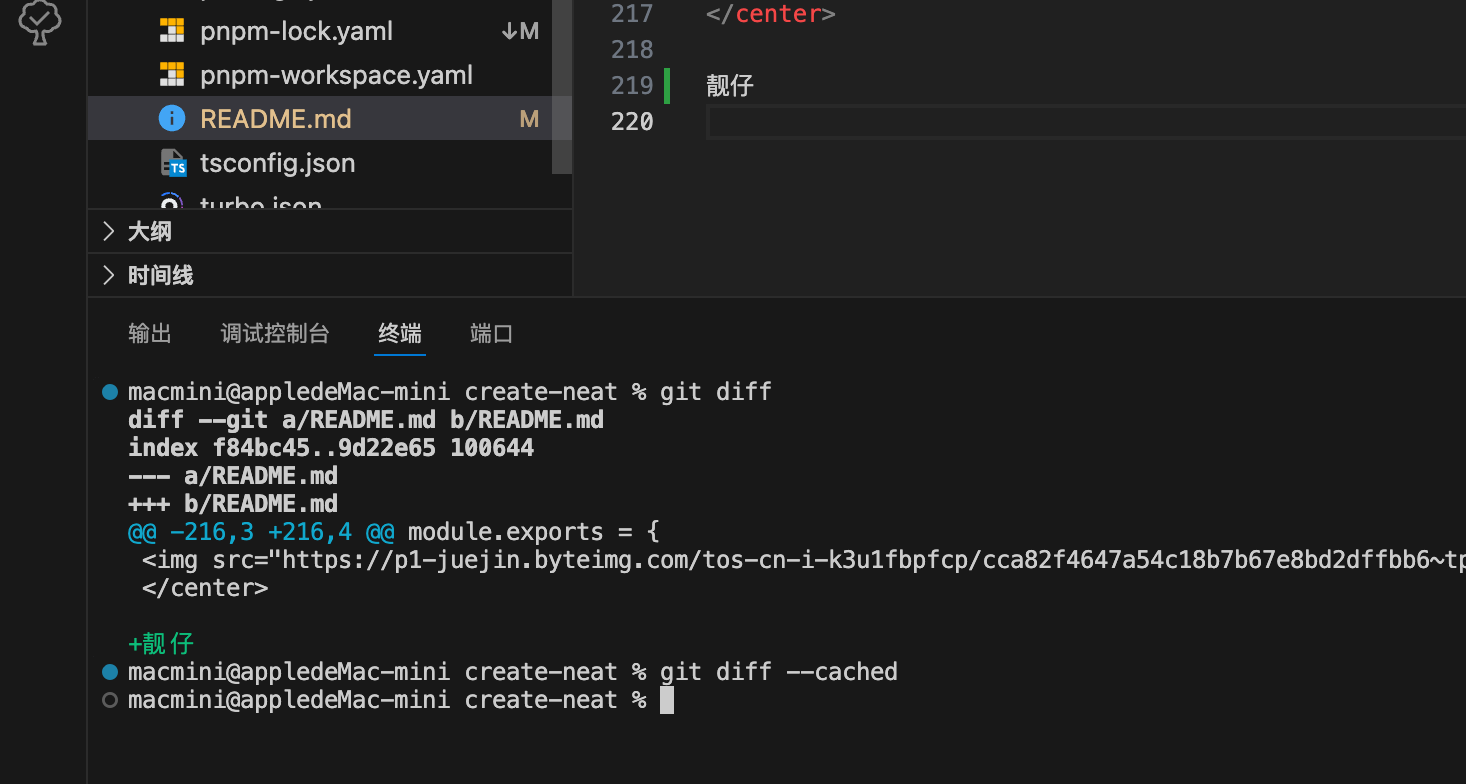 pnpm-lock.yaml ↓M
pnpm-workspace.yaml
README.md M
tsconfig.json
turbo.json
大纲
时间线
217 </center>
218
219 靓仔
220
输出 调试控制台 终端 端口
macmini@appledeMac-mini create-neat % git diff
diff --git a/README.md b/README.md
index f84bc45..9d22e65 100644
--- a/README.md
+++ b/README.md
@@ -216,3 +216,4 @@ module.exports = {
<img src="https://p1-juejin.byteimg.com/tos-cn-i-k3u1fbpfcp/cca82f4647a54c18b7b67e8bd2dffbb6~tp
</center>
+靓仔
macmini@appledeMac-mini create-neat % git diff --cached
macmini@appledeMac-mini create-neat %